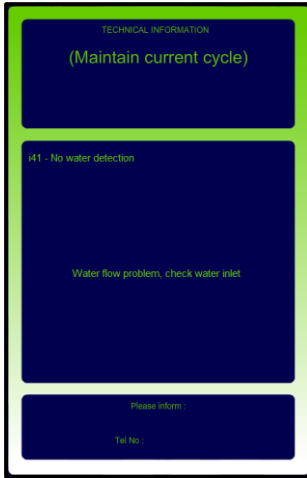 TECHNICAL INFORMATION
(Maintain current cycle)
i41 - No water detection
Water flow problem, check water inlet
Please inform :
Tel No :